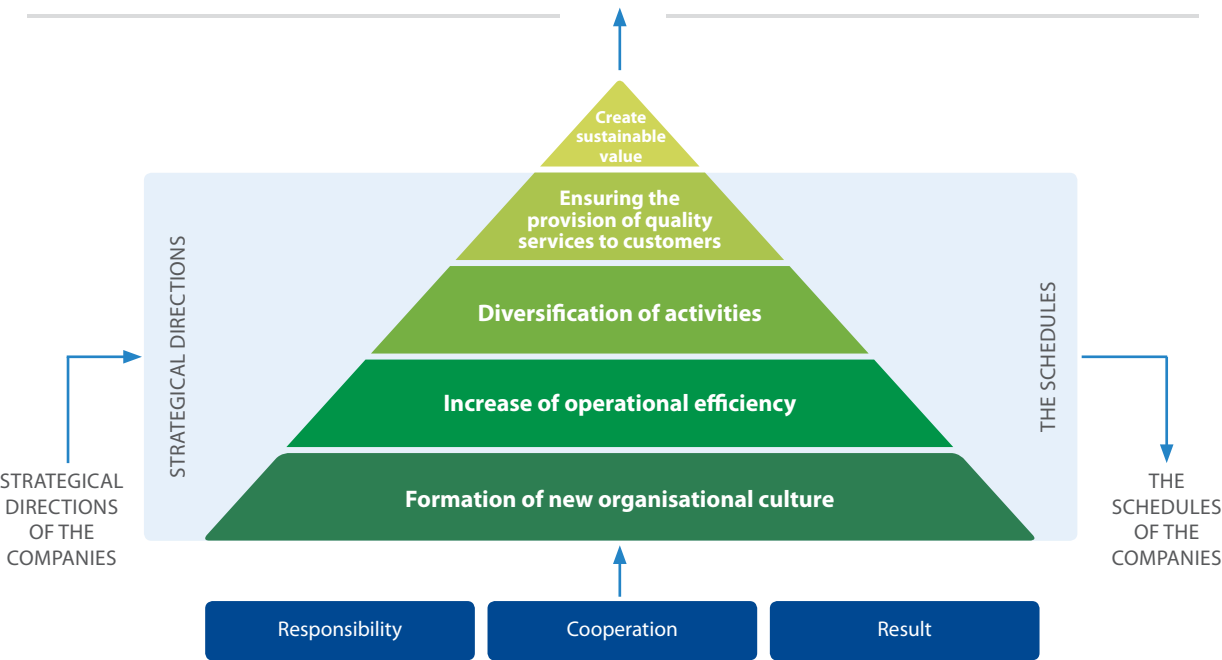 Create
sustainable
value
Ensuring the
provision of quality
services to customers
Diversification of activities
Increase of operational efficiency
Formation of new organisational culture
STRATEGICAL DIRECTIONS
THE SCHEDULES
STRATEGICAL
DIRECTIONS
OF THE
COMPANIES
THE
SCHEDULES
OF THE
COMPANIES
Responsibility
Cooperation
Result